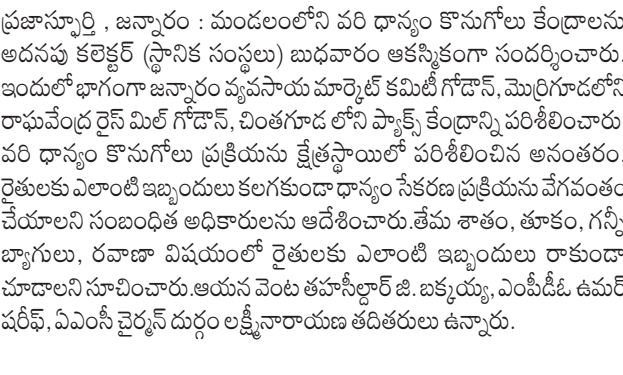 ప్రజాస్ఫూర్తి , జన్నారం : మండలంలోని వరి ధాన్యం కొనుగోలు కేంద్రాలను
అదనపు కలెక్టర్ (స్థానిక సంస్థలు) బుధవారం ఆకస్మికంగా సందర్శించారు.
ఇందులో భాగంగా జన్నారం వ్యవసాయ మార్కెట్ కమిటీ గోడౌన్, మొర్రిగూడలోని
రాఘవేంద్ర రైస్ మిల్ గోడౌన్, చింతగూడ లోని ప్యాక్స్ కేంద్రాన్ని పరిశీలించారు
వరి ధాన్యం కొనుగోలు ప్రక్రియను క్షేత్రస్థాయిలో పరిశీలించిన అనంతరం,
రైతులకు ఎలాంటి ఇబ్బందులు కలగకుండా ధాన్యం సేకరణ ప్రక్రియను వేగవంతం
చేయాలని సంబంధిత అధికారులను ఆదేశించారు.తేమ శాతం, తూకం, గన్నీ
బ్యాగులు, రవాణా విషయంలో రైతులకు ఎలాంటి ఇబ్బందులు రాకుండా
చూడాలని సూచించారు.ఆయన వెంట తహసీల్దార్ జి. బక్కయ్య, ఎంపీడీఓ ఉమర్
షరీఫ్, ఏఎంసీ చైర్మన్ దుర్గం లక్ష్మీనారాయణ తదితరులు ఉన్నారు.